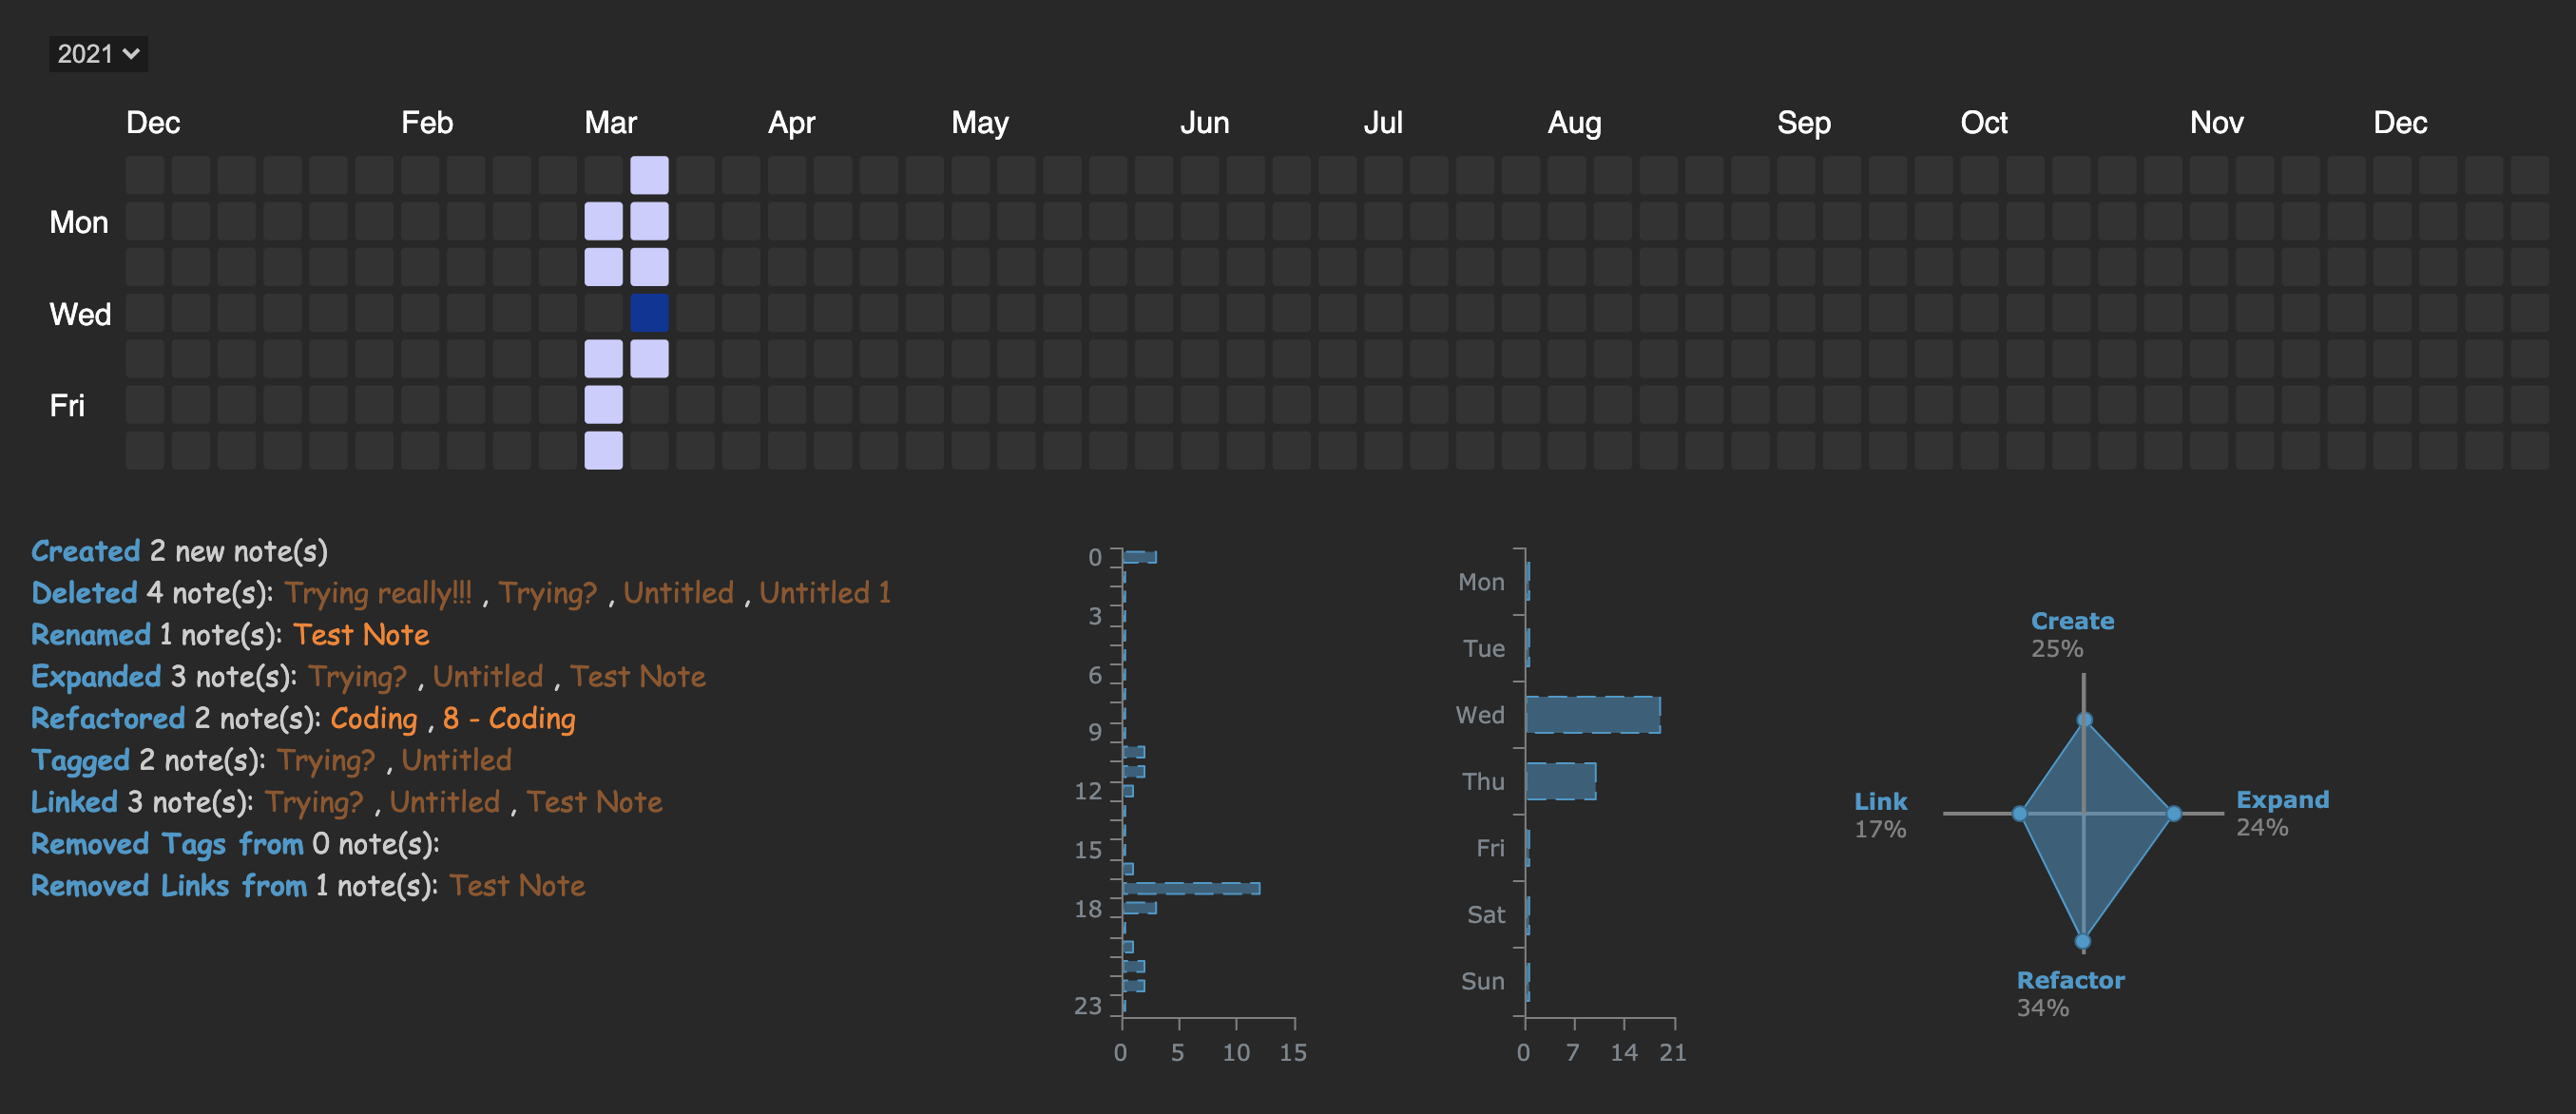 2021
Dec Feb Mar Apr May Jun Jul Aug Sep Oct Nov Dec
Mon
Wed
Fri
Created 2 new note(s)
Deleted 4 note(s): Trying really!!! , Trying? , Untitled , Untitled 1
Renamed 1 note(s): Test Note
Expanded 3 note(s): Trying? , Untitled , Test Note
Refactored 2 note(s): Coding , 8 - Coding
Tagged 2 note(s): Trying? , Untitled
Linked 3 note(s): Trying? , Untitled , Test Note
Removed Tags from 0 note(s):
Removed Links from 1 note(s): Test Note
0
3
6
9
12
15
18
23
0 5 10 15
Mon
Tue
Wed
Thu
Fri
Sat
Sun
0 7 14 21
Create
25%
Link
17%
Expand
24%
Refactor
34%